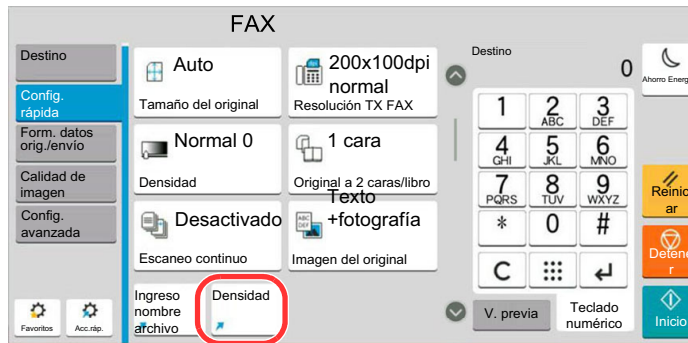 FAX
Destino
Config.
rápida
Form. datos
orig./envío
Calidad de
imagen
Config.
avanzada
Favoritos
Acc.ráp.
Auto
Tamaño del original
200x100dpi
normal
Resolución TX FAX
Normal 0
Densidad
1 cara
Original a 2 caras/libro
Desactivado
Escaneo continuo
Texto
+fotografía
Imagen del original
Ingreso
nombre
archivo
Densidad
Destino
0
1
2
ABC
3
DEF
4
GHI
5
JKL
6
MNO
7
PQRS
8
TUV
9
WXYZ
*
0
#
C
V. previa
Teclado
numérico
Ahorro Energ
Reinic
ar
Detene
r
Inicio